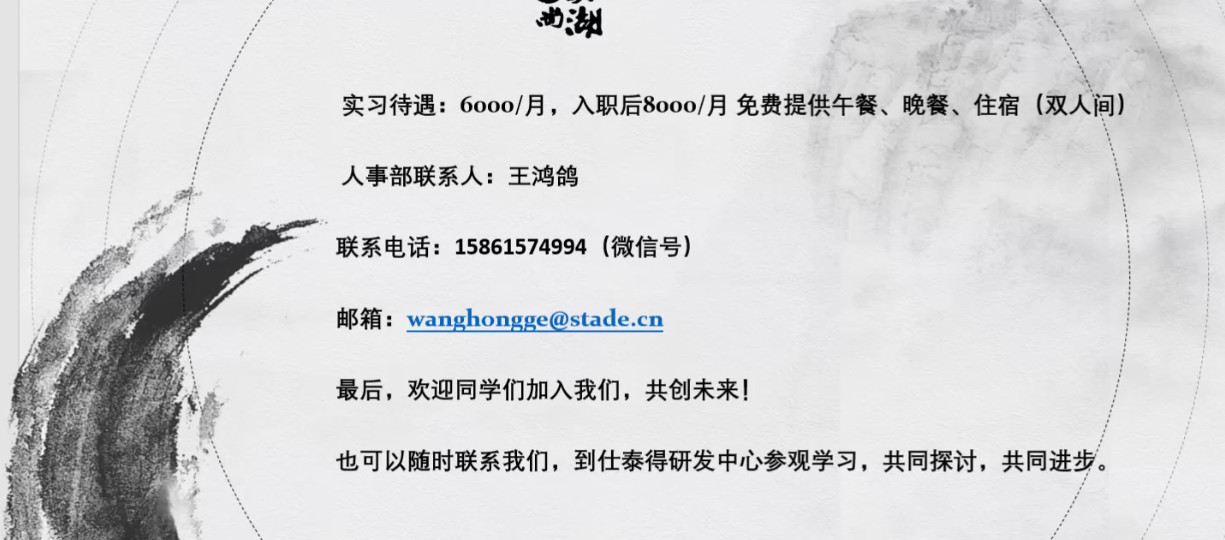 西湖
实习待遇：6000/月，入职后8000/月 免费提供午餐、晚餐、住宿（双人间）
人事部联系人：王鸿鸽
联系电话：15861574994（微信号）
邮箱：wanghongge@stade.cn
最后，欢迎同学们加入我们，共创未来！
也可以随时联系我们，到仕泰得研发中心参观学习，共同探讨，共同进步。